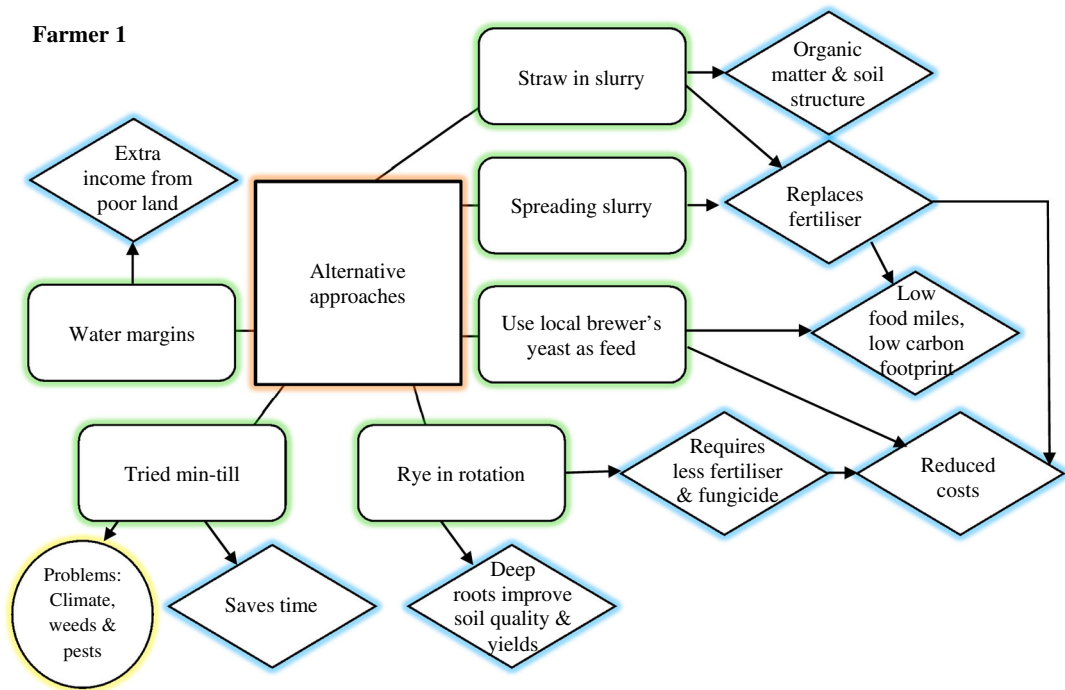 Farmer 1
Straw in slurry
Organic
matter & soil
structure
Extra
income from
poor land
Spreading slurry
Replaces
fertiliser
Alternative
approaches
Water margins
Use local brewer’s
yeast as feed
Low
food miles,
low carbon
footprint
Tried min-till
Rye in rotation
Requires
less fertiliser
& fungicide
Reduced
costs
Problems:
Climate,
weeds &
pests
Saves time
Deep
roots improve
soil quality &
yields